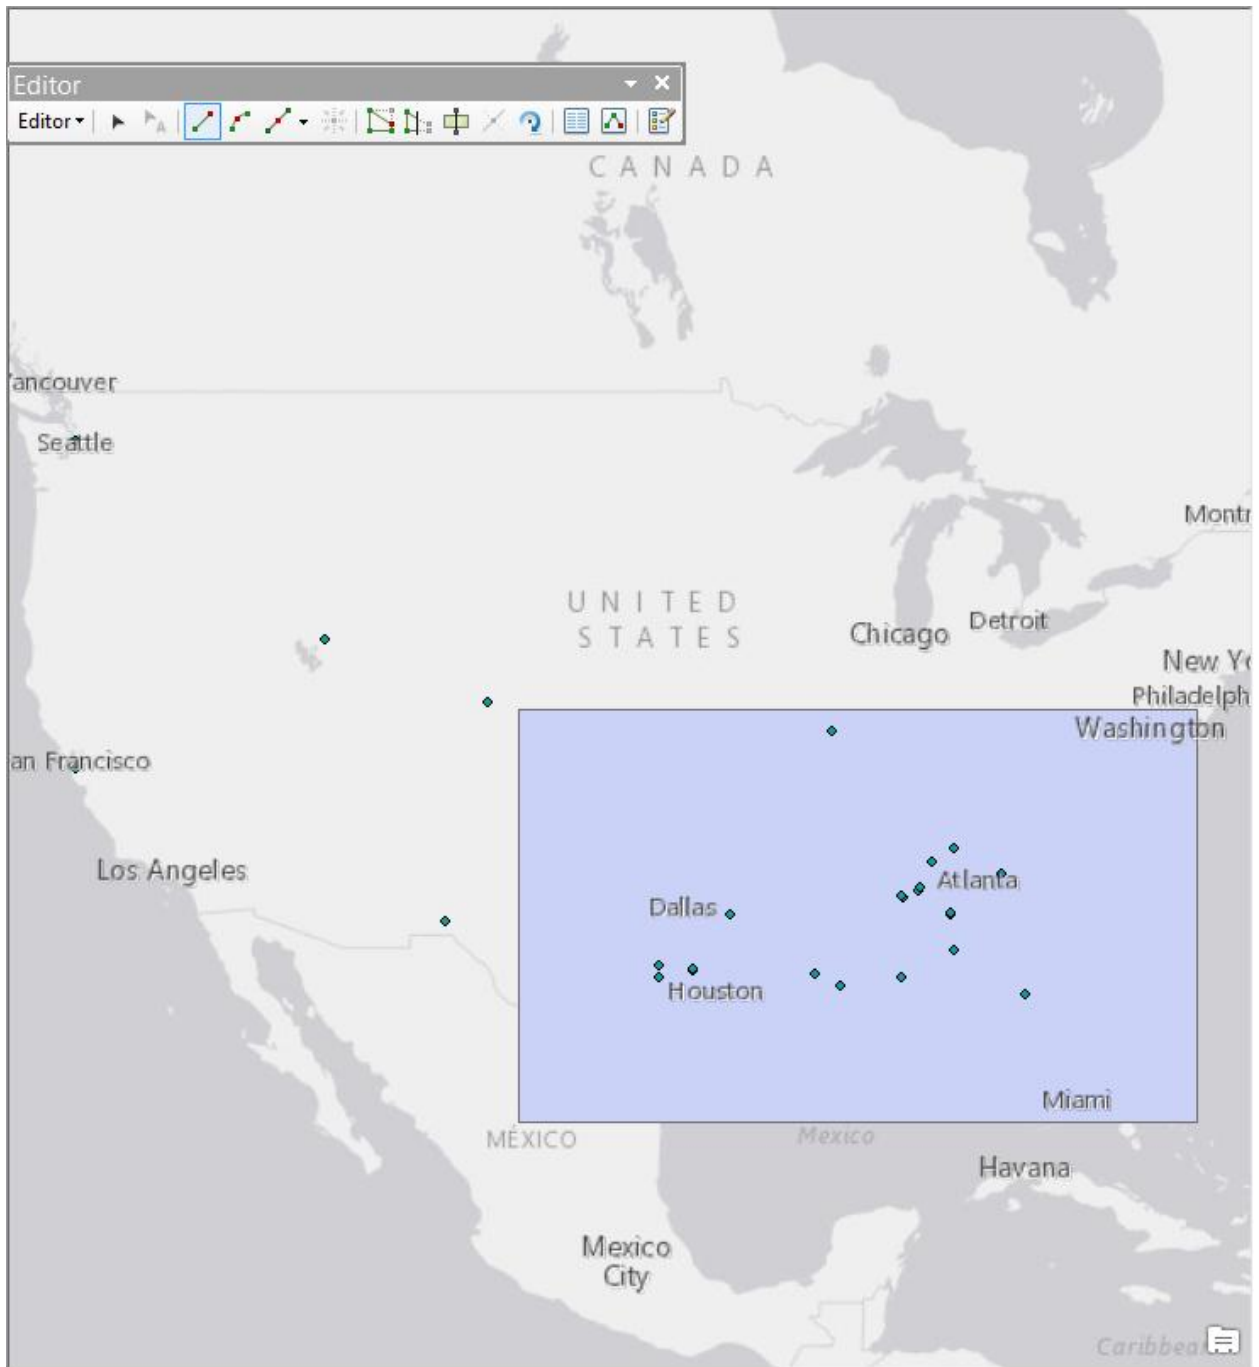 Editor
Editor
CANADA
ancouver
Seattle
Montr
UNITED
STATES
Chicago
Detroit
New Yo
Philadelph
Washington
an Francisco
Los Angeles
Atlanta
Dallas
Houston
Miami
MÉXICO
Mexico
Havana
Mexico
City
Caribbea